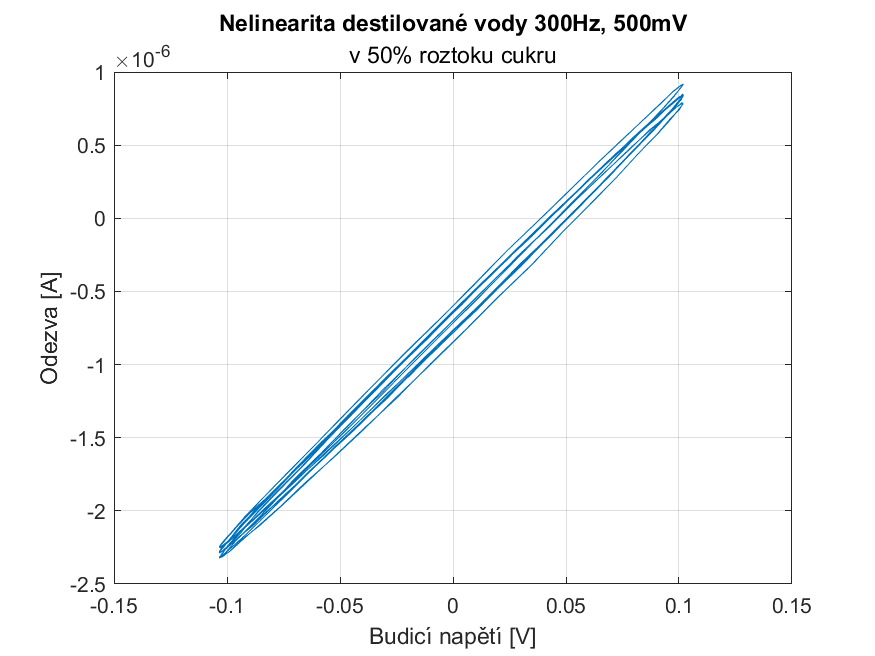 Nelinearita destilované vody 300Hz, 500mV
v 50% roztoku cukru
×10^-6
1
0.5
0
-0.5
-1
-1.5
-2
-2.5
-0.15 -0.1 -0.05 0 0.05 0.1 0.15
Odezva [A]
Budicí napětí [V]